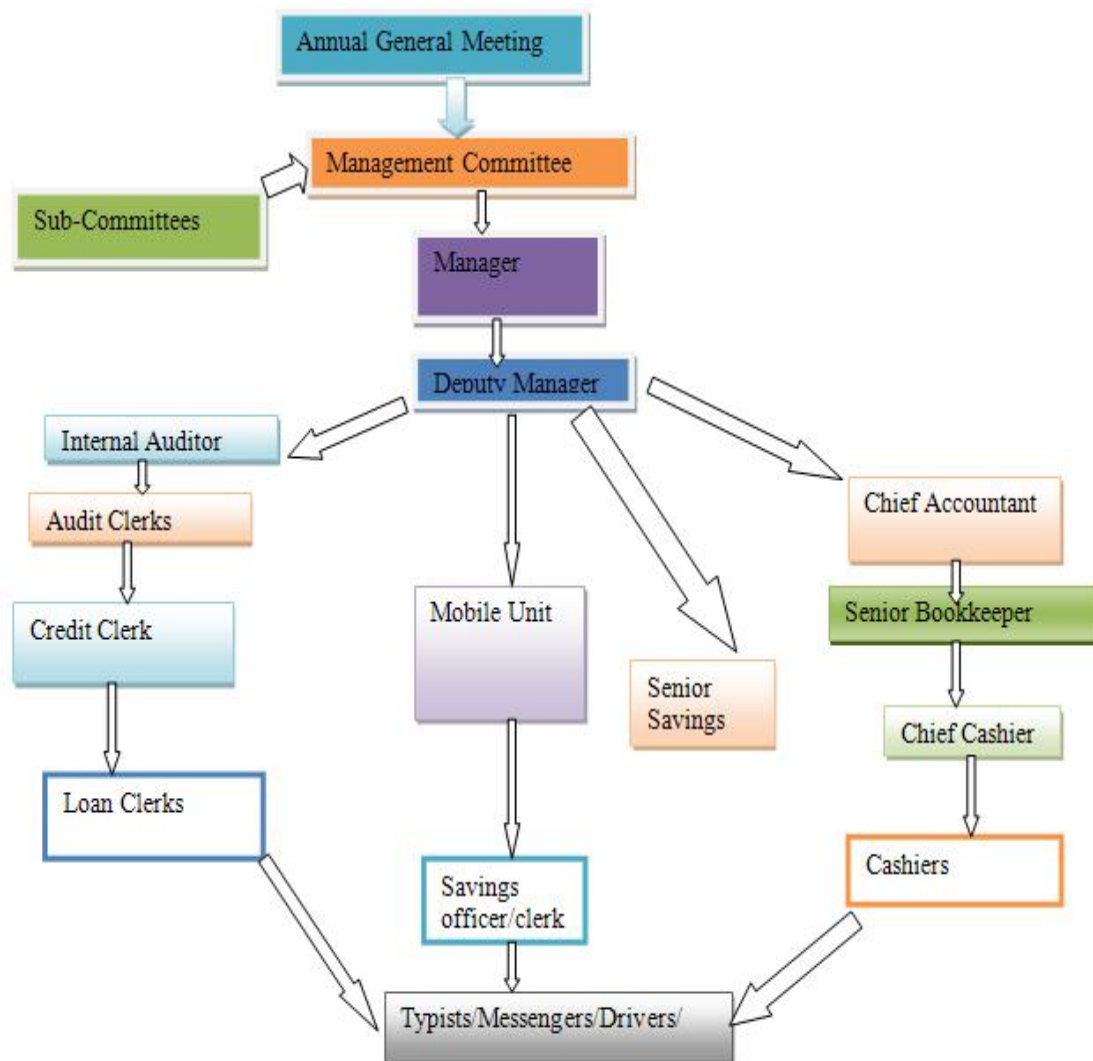 Annual General Meeting
Management Committee
Sub-Committees
Manager
Deputy Manager
Internal Auditor
Audit Clerks
Chief Accountant
Credit Clerk
Mobile Unit
Senior Bookkeeper
Senior
Savings
Chief Cashier
Loan Clerks
Savings
officer/clerk
Cashiers
Typists/Messengers/Drivers/